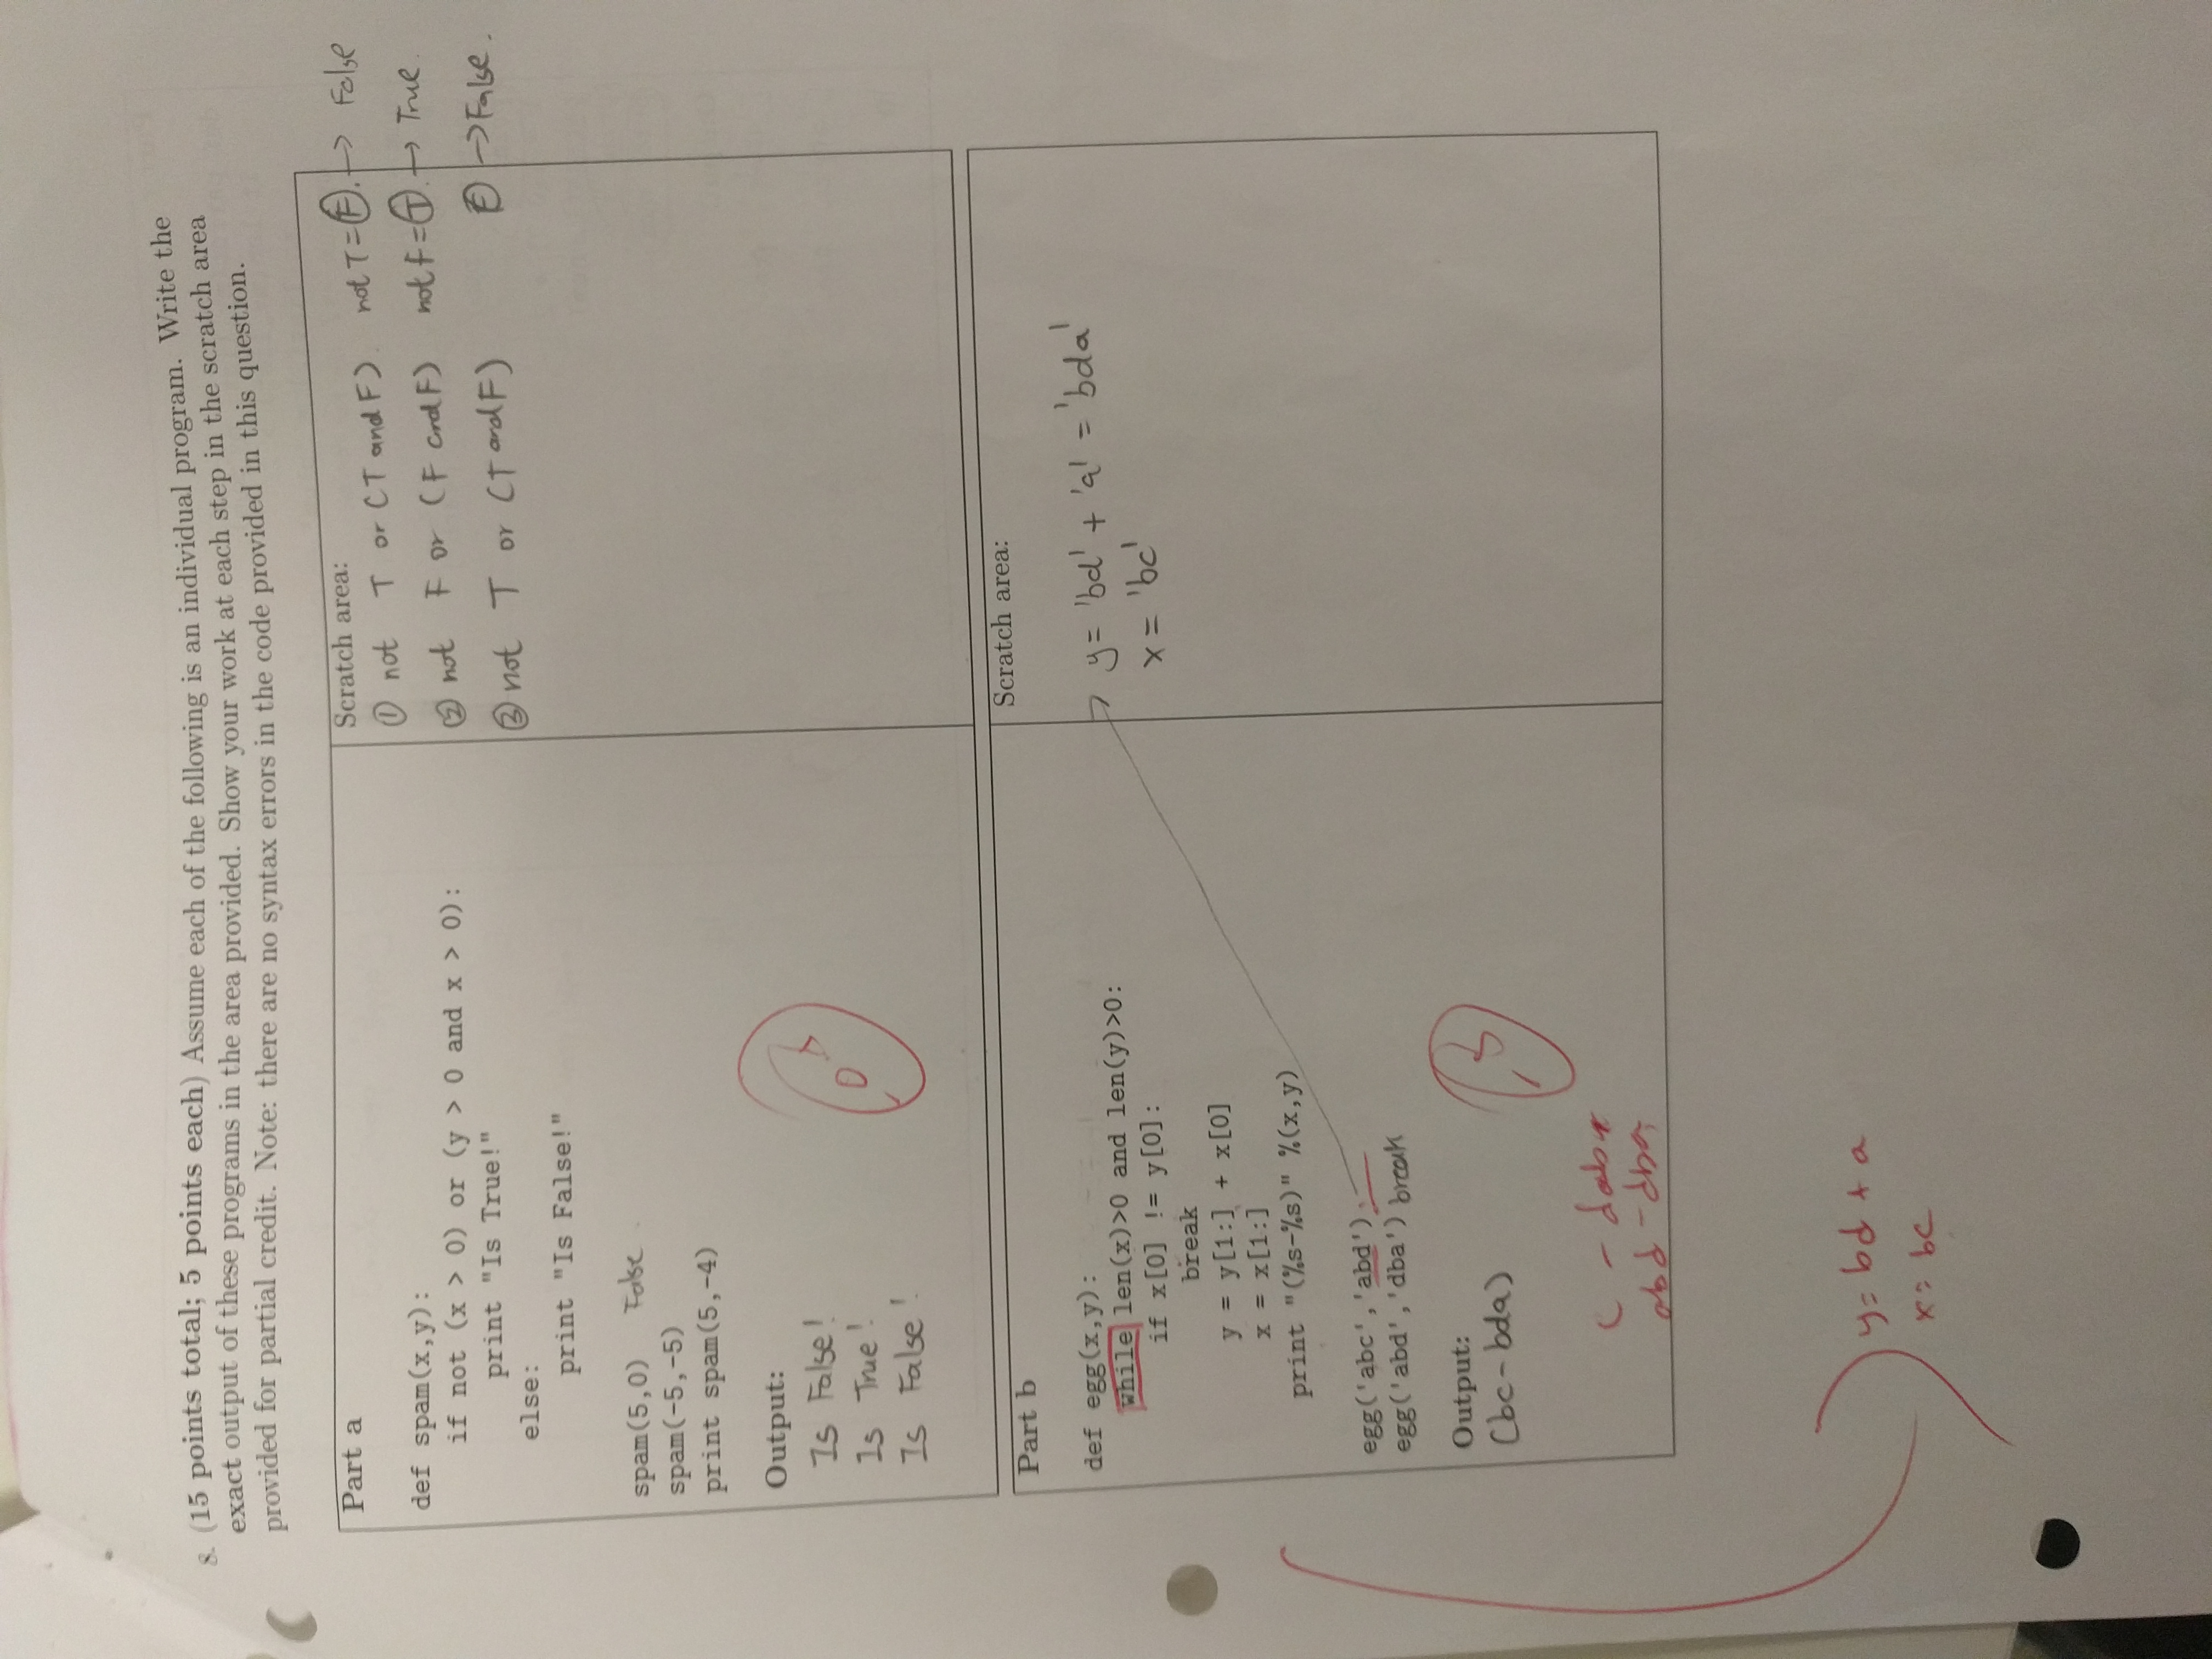 8. (15 points total; 5 points each) Assume each of the following is an individual program. Write the
exact output of these programs in the area provided. Show your work at each step in the scratch area
provided for partial credit. Note: there are no syntax errors in the code provided in this question.
Part a
def spam(x,y):
if not (x > 0) or (y > 0 and x > 0):
print "Is True!"
else:
print "Is False!"
spam(5,0) False
spam(-5,-5)
print spam(5,-4)
Output:
Is False!
Is True!
Is False!
Scratch area:
① not T or (T and F) not T = F. → False
② not F or (F and F) not F = T. → True.
③ not T or (T and F) F → False.
Part b
def egg(x,y):
while len(x)>0 and len(y)>0:
if x[0] != y[0]:
break
y = y[1:] + x[0]
x = x[1:]
print "(%s-%s)" %(x,y)
egg('abc','abd')
egg('abd','dba') break
Output:
(bc-bda)
Scratch area:
y = 'bd' + 'a' = 'bda'
x = 'bc'
abd - dba
y = bd + a
x = bc